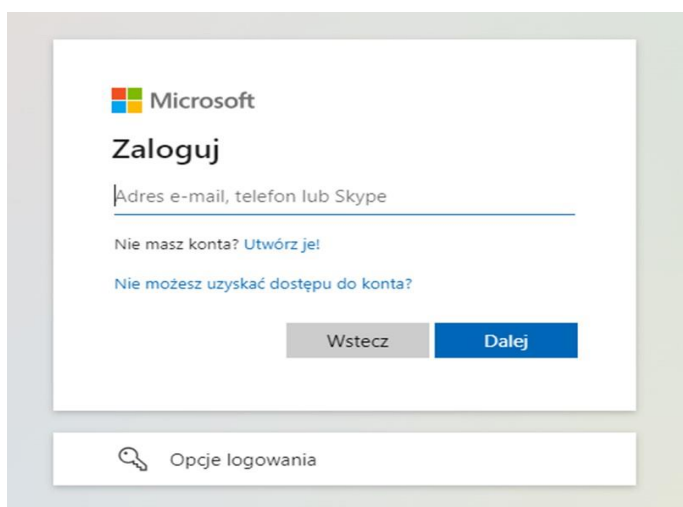 Microsoft
Zaloguj
Adres e-mail, telefon lub Skype
Nie masz konta? Utwórz je!
Nie możesz uzyskać dostępu do konta?
Wstecz Dalej
Opcje logowania